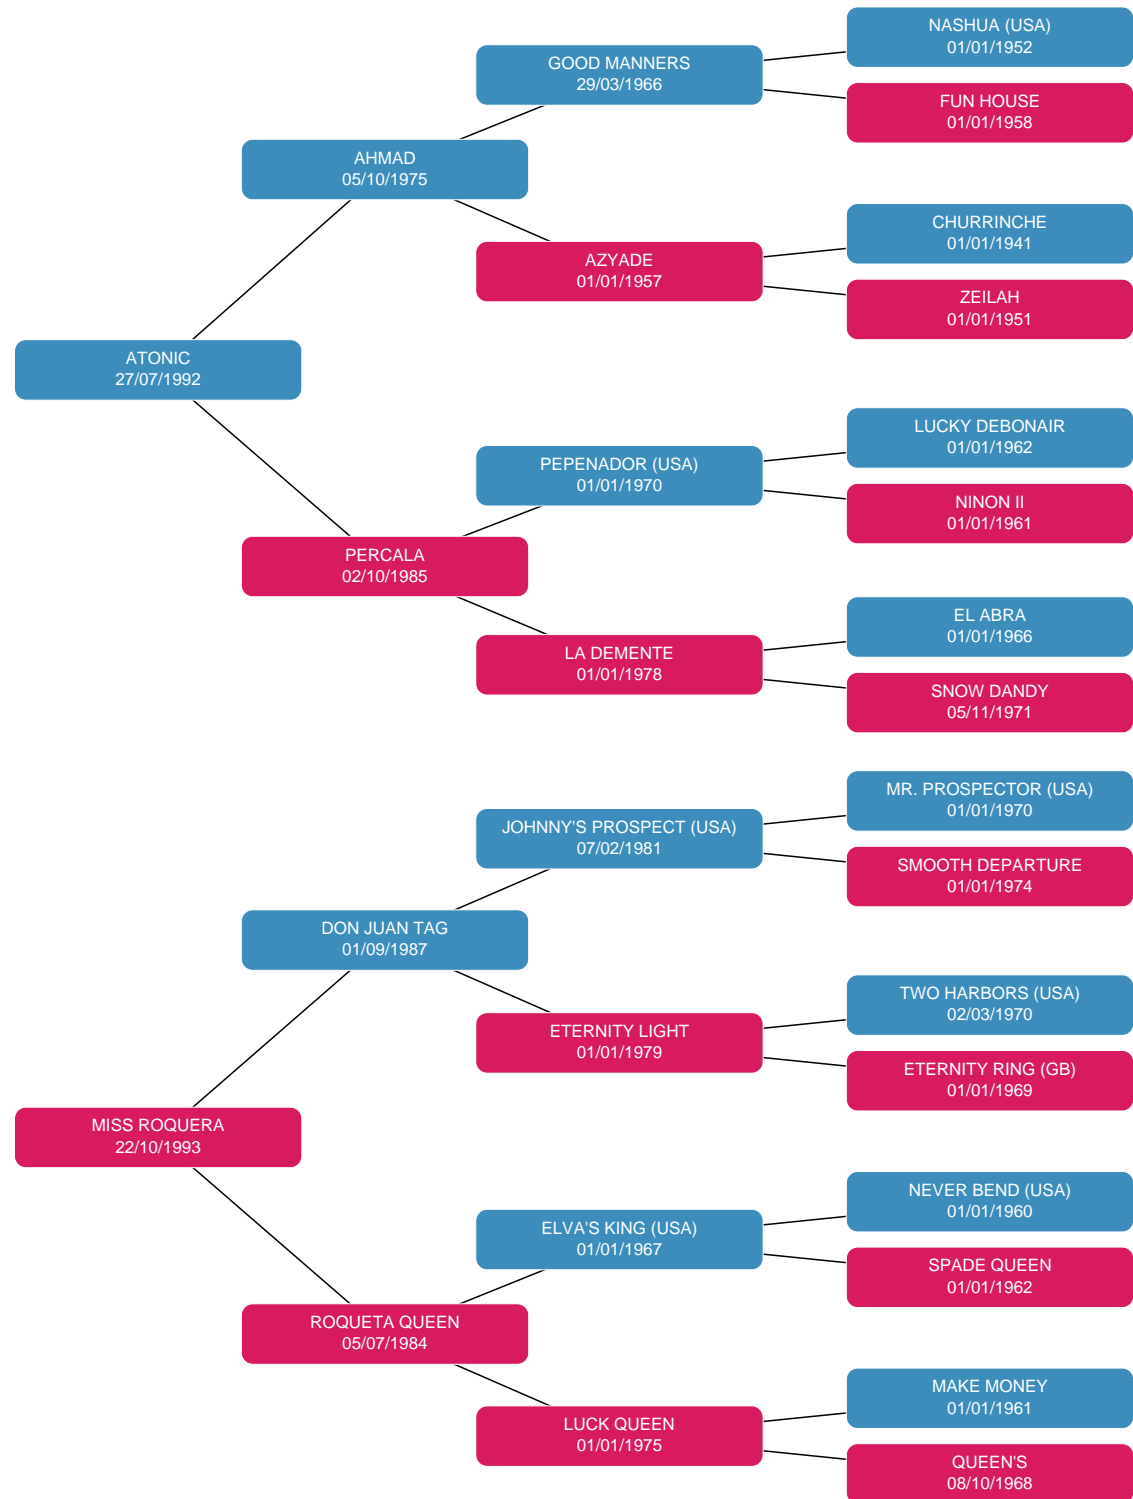 NASHUA (USA)
01/01/1952
GOOD MANNERS
29/03/1966
FUN HOUSE
01/01/1958
AHMAD
05/10/1975
CHURRINCHE
01/01/1941
AZYADE
01/01/1957
ZEILAH
01/01/1951
ATONIC
27/07/1992
LUCKY DEBONAIR
01/01/1962
PEPENADOR (USA)
01/01/1970
NINON II
01/01/1961
PERCALA
02/10/1985
EL ABRA
01/01/1966
LA DEMENTE
01/01/1978
SNOW DANDY
05/11/1971
MR. PROSPECTOR (USA)
01/01/1970
JOHNNY'S PROSPECT (USA)
07/02/1981
SMOOTH DEPARTURE
01/01/1974
DON JUAN TAG
01/09/1987
TWO HARBORS (USA)
02/03/1970
ETERNITY LIGHT
01/01/1979
ETERNITY RING (GB)
01/01/1969
MISS ROQUERA
22/10/1993
NEVER BEND (USA)
01/01/1960
ELVA'S KING (USA)
01/01/1967
SPADE QUEEN
01/01/1962
ROQUETA QUEEN
05/07/1984
MAKE MONEY
01/01/1961
LUCK QUEEN
01/01/1975
QUEEN'S
08/10/1968